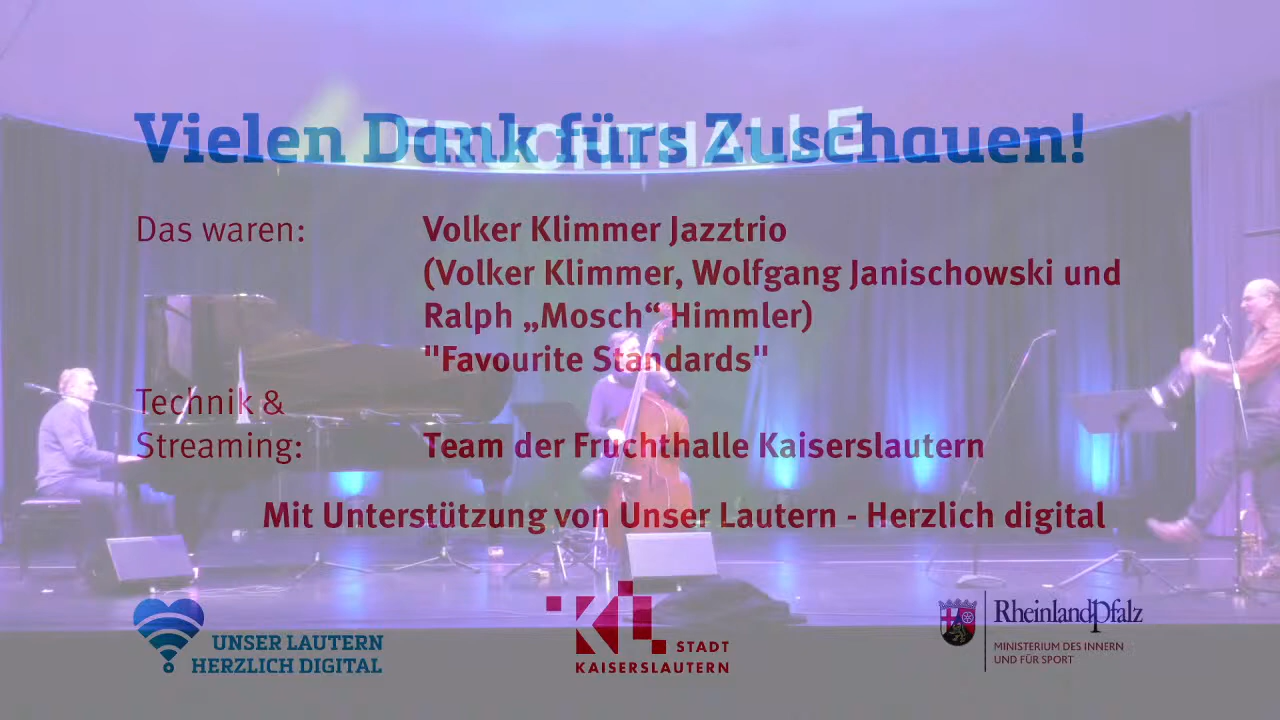 Vielen Dank fürs Zuschauen!
FRUCHTHALLE
Das waren: Volker Klimmer Jazztrio
(Volker Klimmer, Wolfgang Janischowski und
Ralph „Mosch“ Himmler)
"Favourite Standards"
Technik &
Streaming: Team der Fruchthalle Kaiserslautern
Mit Unterstützung von Unser Lautern - Herzlich digital
UNSER LAUTERN
HERZLICH DIGITAL
KL STADT
KAISERSLAUTERN
RheinlandPfalz
MINISTERIUM DES INNERN
UND FÜR SPORT